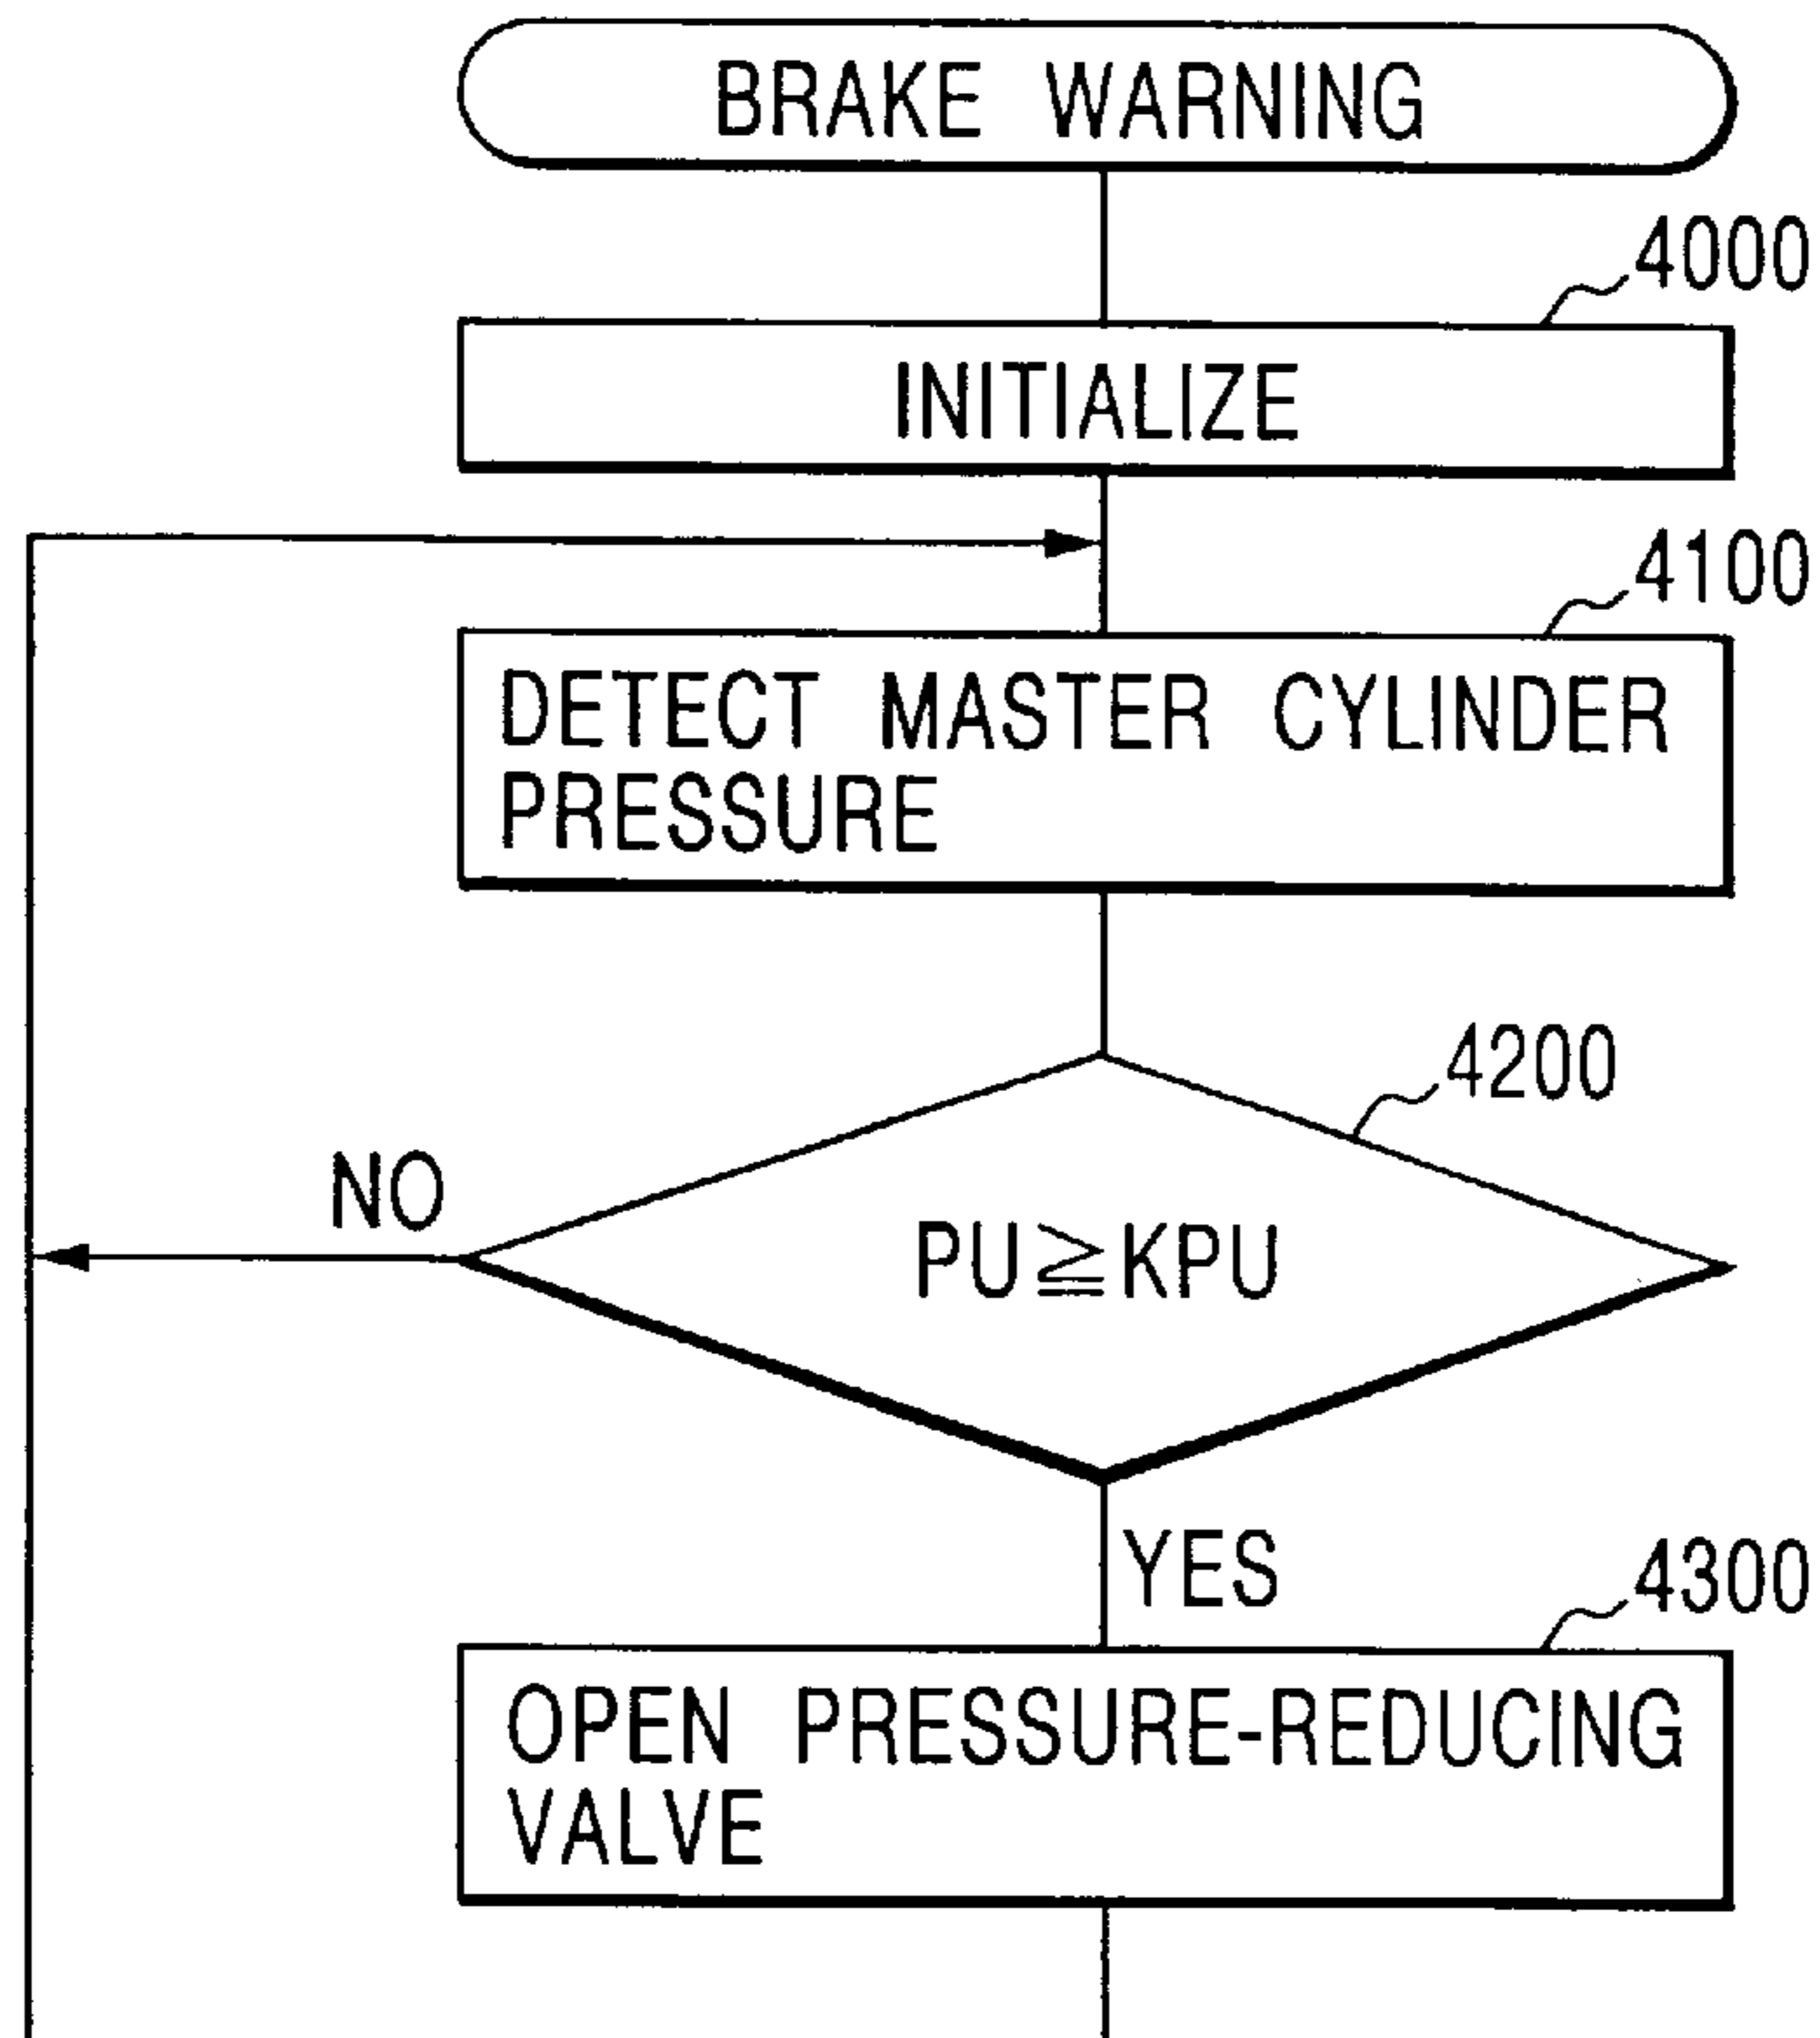 BRAKE WARNING
4000
INITIALIZE
4100
DETECT MASTER CYLINDER
PRESSURE
4200
NO
PU≧KPU
YES
4300
OPEN PRESSURE-REDUCING
VALVE